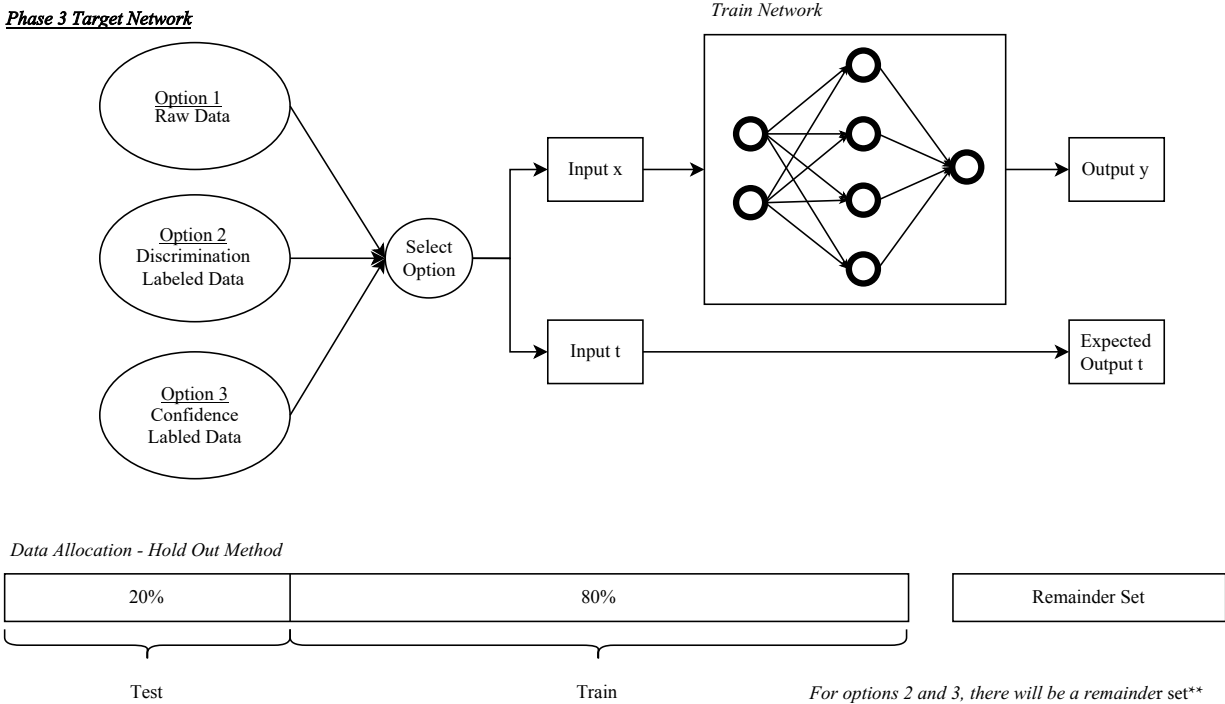 Phase 3 Target Network
Train Network
Option 1
Raw Data
Option 2
Discrimination
Labeled Data
Option 3
Confidence
Labled Data
Select
Option
Input x
Input t
Output y
Expected
Output t
Data Allocation - Hold Out Method
20%
80%
Remainder Set
Test
Train
For options 2 and 3, there will be a remainder set**